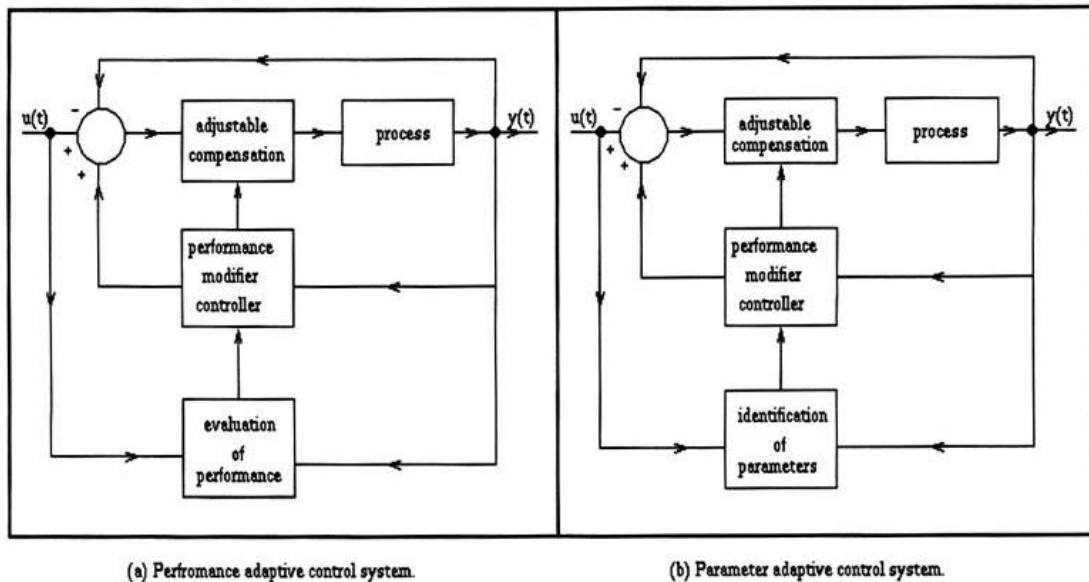 u(t)
-
+
+
adjustable
compensation
process
y(t)
performance
modifier
controller
evaluation
of
performance
(a) Perfromance adaptive control system.
u(t)
-
+
+
adjustable
compensation
process
y(t)
performance
modifier
controller
identification
of
parameters
(b) Parameter adaptive control system.